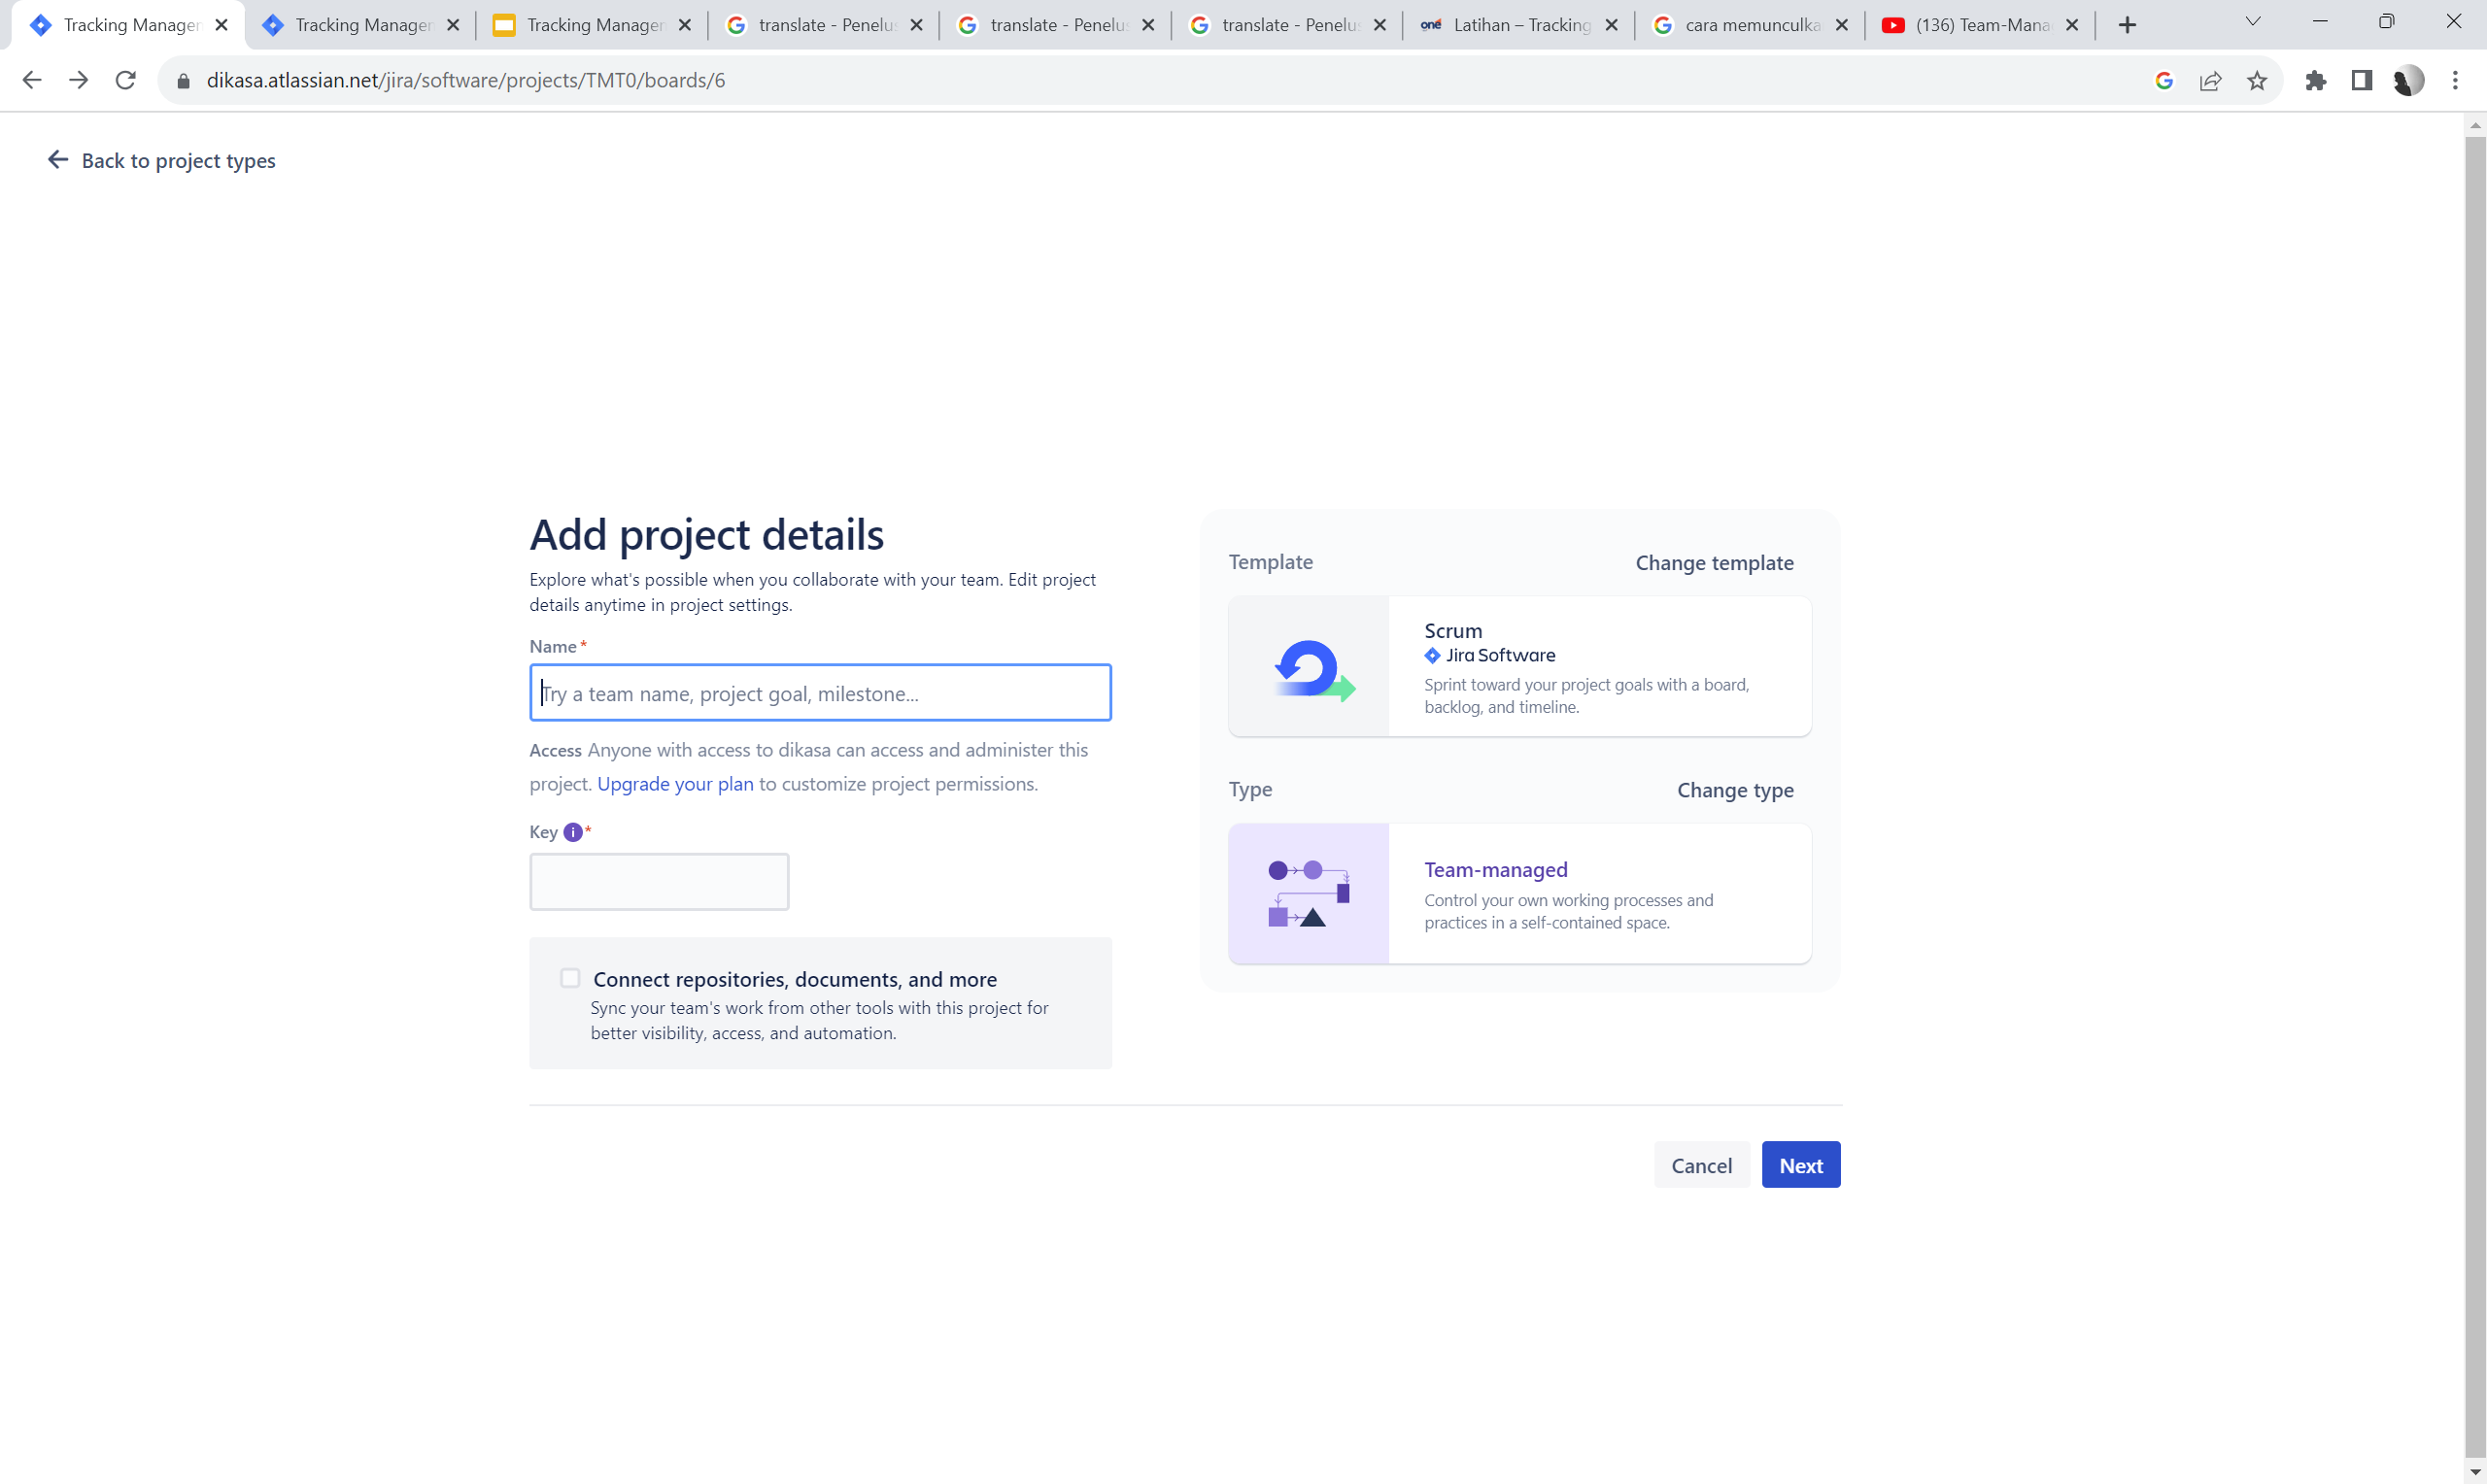 Tracking Manager
Tracking Manager
Tracking Manager
translate - Penelus
translate - Penelus
translate - Penelus
one Latihan – Tracking
cara memunculka
(136) Team-Mana
dikasa.atlassian.net/jira/software/projects/TMT0/boards/6
Back to project types
Add project details
Explore what's possible when you collaborate with your team. Edit project
details anytime in project settings.
Name *
Try a team name, project goal, milestone...
Access Anyone with access to dikasa can access and administer this
project. Upgrade your plan to customize project permissions.
Key i *
Connect repositories, documents, and more
Sync your team's work from other tools with this project for
better visibility, access, and automation.
Template
Change template
Scrum
Jira Software
Sprint toward your project goals with a board,
backlog, and timeline.
Type
Change type
Team-managed
Control your own working processes and
practices in a self-contained space.
Cancel
Next